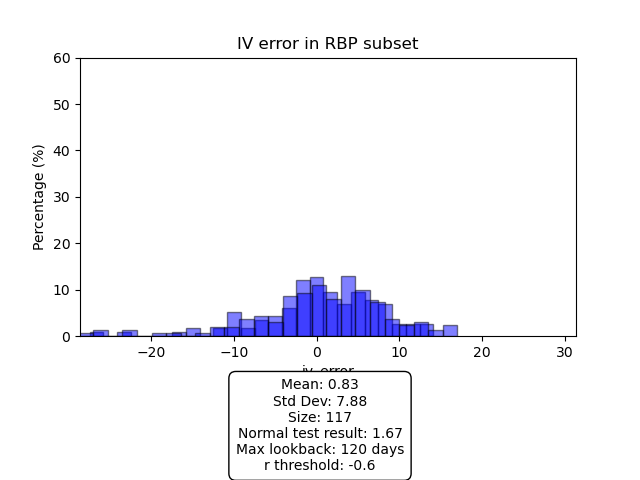 IV error in RBP subset
60
50
40
30
20
10
0
Percentage (%)
−20
−10
0
10
20
30
iv_error
Mean: 0.83
Std Dev: 7.88
Size: 117
Normal test result: 1.67
Max lookback: 120 days
r threshold: -0.6